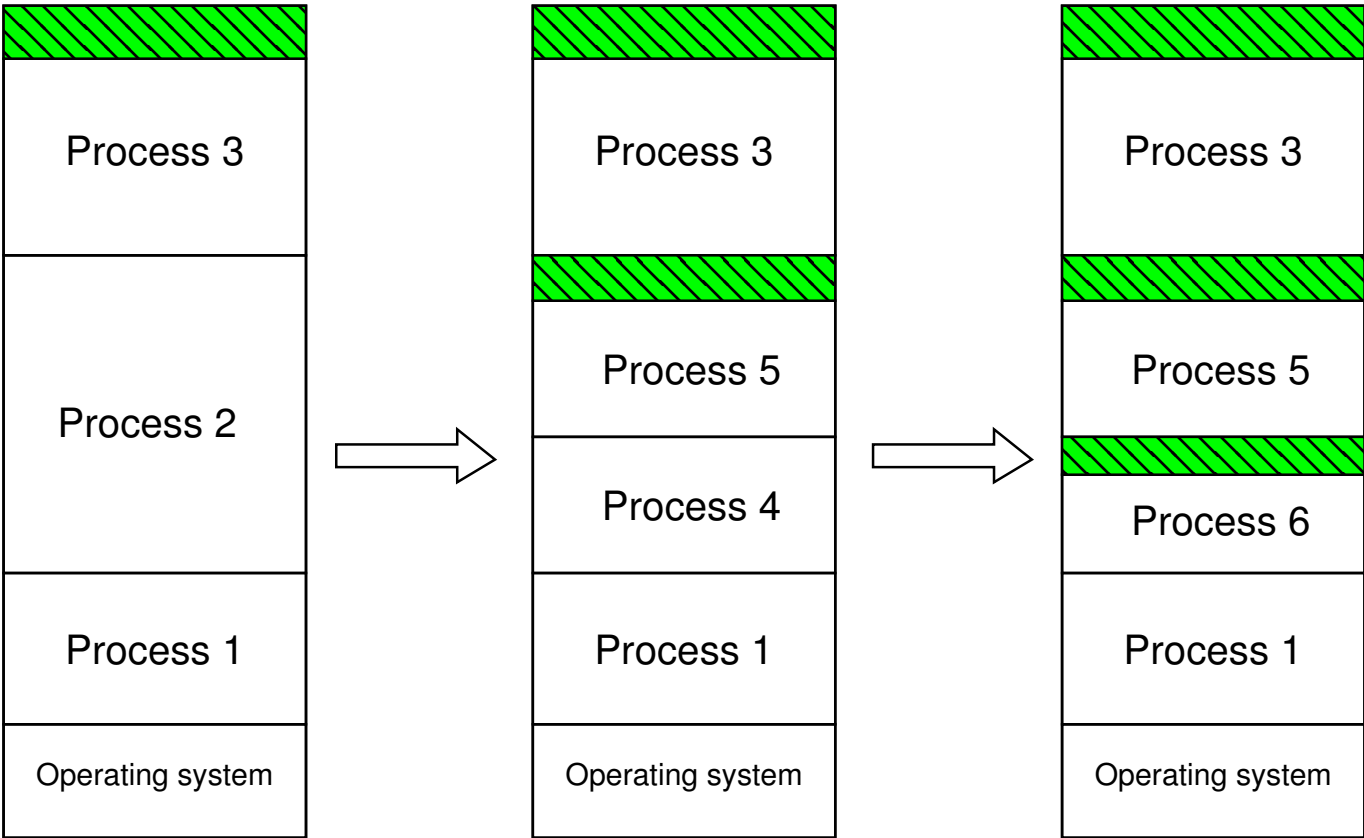 Process 3
Process 2
Process 1
Operating system
Process 3
Process 5
Process 4
Process 1
Operating system
Process 3
Process 5
Process 6
Process 1
Operating system